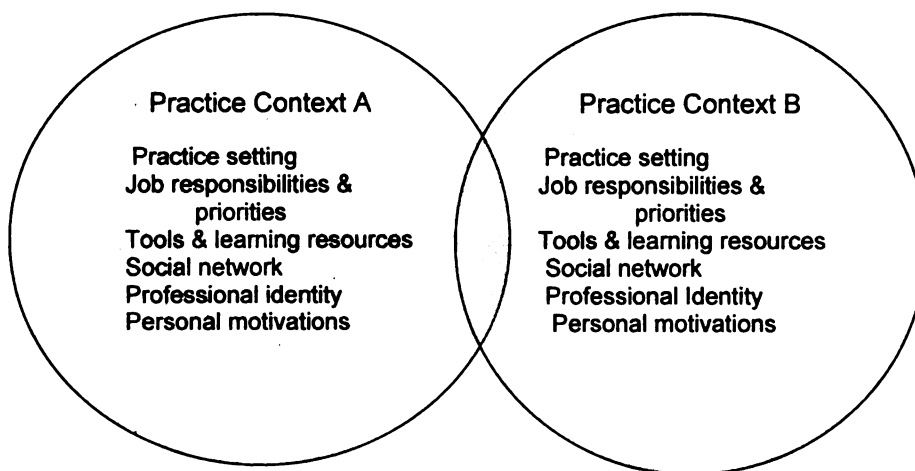 Practice Context A
Practice setting
Job responsibilities &
priorities
Tools & learning resources
Social network
Professional identity
Personal motivations
Practice Context B
Practice setting
Job responsibilities &
priorities
Tools & learning resources
Social network
Professional Identity
Personal motivations